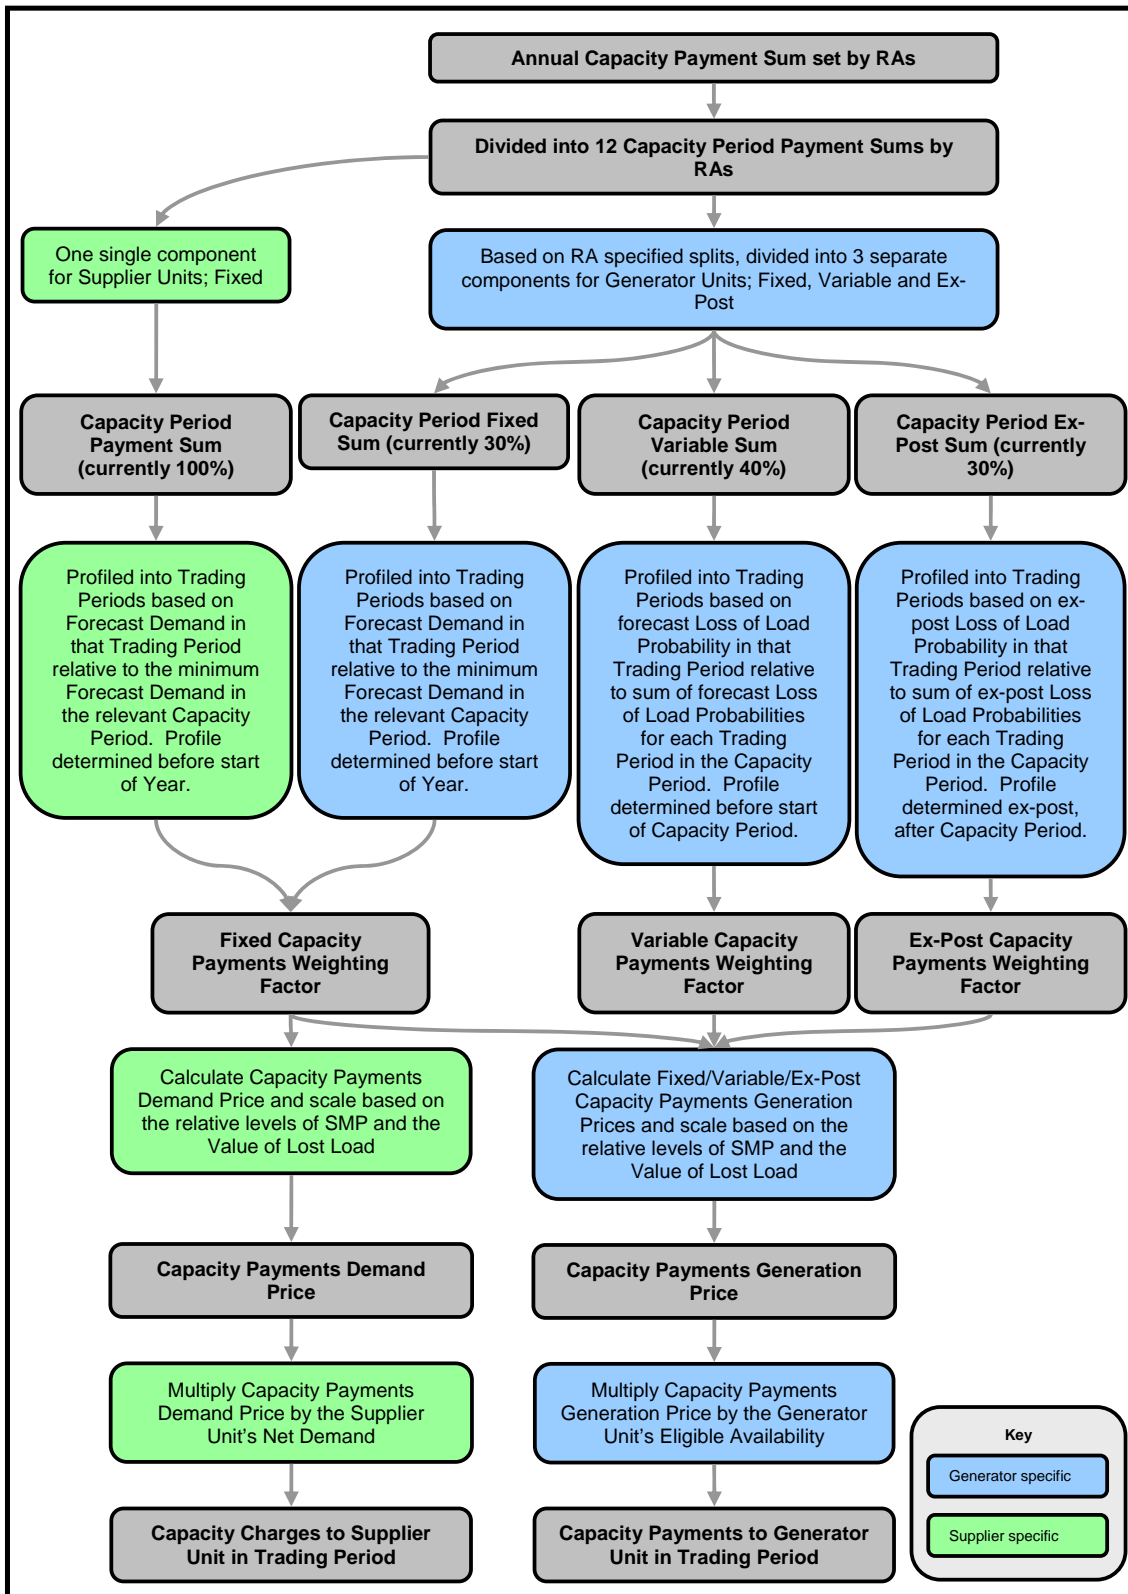 Annual Capacity Payment Sum set by RAs
Divided into 12 Capacity Period Payment Sums by
RAs
One single component
for Supplier Units; Fixed
Based on RA specified splits, divided into 3 separate
components for Generator Units; Fixed, Variable and Ex-
Post
Capacity Period
Payment Sum
(currently 100%)
Capacity Period Fixed
Sum (currently 30%)
Capacity Period
Variable Sum
(currently 40%)
Capacity Period Ex-
Post Sum (currently
30%)
Profiled into Trading
Periods based on
Forecast Demand in
that Trading Period
relative to the minimum
Forecast Demand in
the relevant Capacity
Period.  Profile
determined before start
of Year.
Profiled into Trading
Periods based on
Forecast Demand in
that Trading Period
relative to the minimum
Forecast Demand in
the relevant Capacity
Period.  Profile
determined before start
of Year.
Profiled into Trading
Periods based on
forecast Loss of Load
Probability in that
Trading Period relative
to sum of forecast Loss
of Load Probabilities
for each Trading
Period in the Capacity
Period.  Profile
determined before start
of Capacity Period.
Profiled into Trading
Periods based on ex-
post Loss of Load
Probability in that
Trading Period relative
to sum of ex-post Loss
of Load Probabilities
for each Trading
Period in the Capacity
Period.  Profile
determined ex-post,
after Capacity Period.
Fixed Capacity
Payments Weighting
Factor
Variable Capacity
Payments Weighting
Factor
Ex-Post Capacity
Payments Weighting
Factor
Calculate Capacity Payments
Demand Price and scale based on
the relative levels of SMP and the
Value of Lost Load
Calculate Fixed/Variable/Ex-Post
Capacity Payments Generation
Prices and scale based on the
relative levels of SMP and the
Value of Lost Load
Capacity Payments Demand
Price
Capacity Payments Generation
Price
Multiply Capacity Payments
Demand Price by the Supplier
Unit's Net Demand
Multiply Capacity Payments
Generation Price by the Generator
Unit's Eligible Availability
Capacity Charges to Supplier
Unit in Trading Period
Capacity Payments to Generator
Unit in Trading Period
Key
Generator specific
Supplier specific